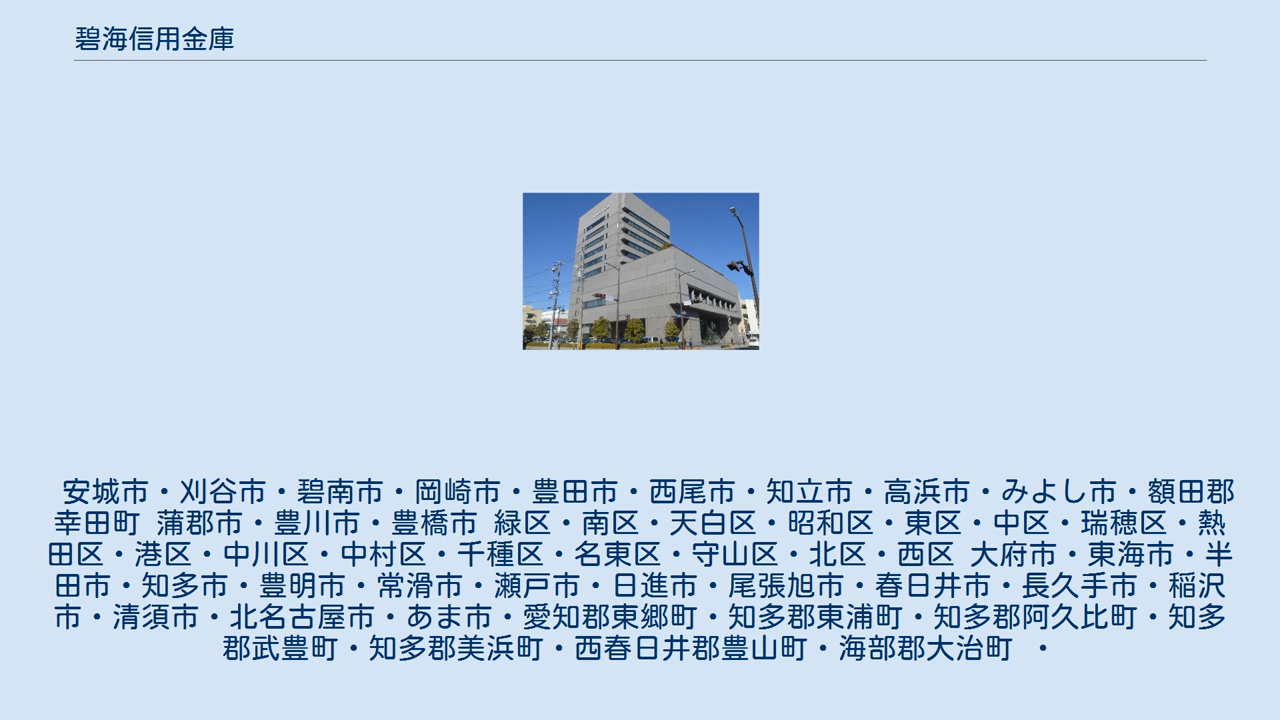 碧海信用金庫
安城市・刈谷市・碧南市・岡崎市・豊田市・西尾市・知立市・高浜市・みよし市・額田郡
幸田町 蒲郡市・豊川市・豊橋市 緑区・南区・天白区・昭和区・東区・中区・瑞穂区・熱
田区・港区・中川区・中村区・千種区・名東区・守山区・北区・西区 大府市・東海市・半
田市・知多市・豊明市・常滑市・瀬戸市・日進市・尾張旭市・春日井市・長久手市・稲沢
市・清須市・北名古屋市・あま市・愛知郡東郷町・知多郡東浦町・知多郡阿久比町・知多
郡武豊町・知多郡美浜町・西春日井郡豊山町・海部郡大治町 ・